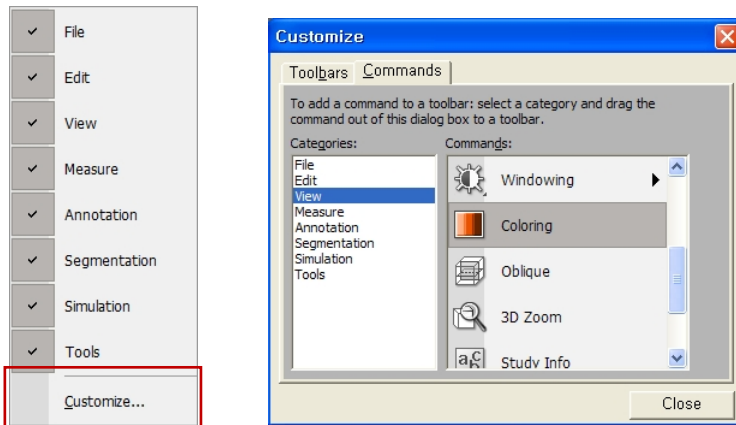 File
Edit
View
Measure
Annotation
Segmentation
Simulation
Tools
Customize...
Customize
Toolbars
Commands
To add a command to a toolbar: select a category and drag the
command out of this dialog box to a toolbar.
Categories:
File
Edit
View
Measure
Annotation
Segmentation
Simulation
Tools
Commands:
Windowing
Coloring
Oblique
3D Zoom
Study Info
Close